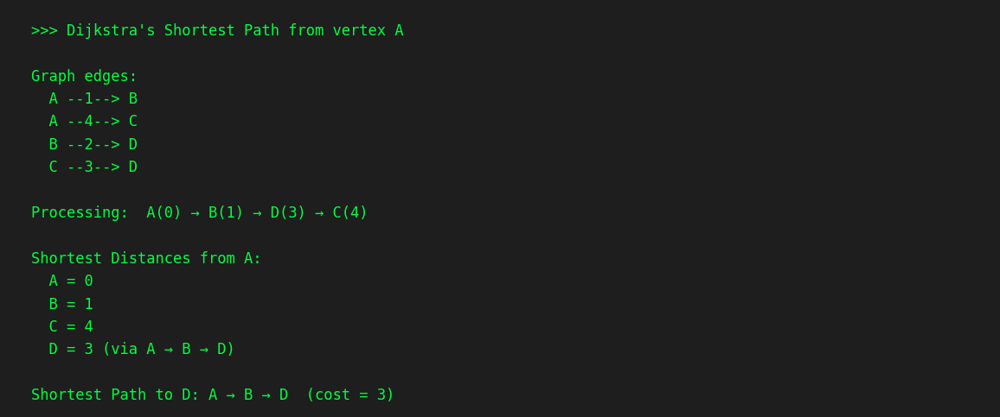 >>> Dijkstra's Shortest Path from vertex A
Graph edges:
  A --1--> B
  A --4--> C
  B --2--> D
  C --3--> D
Processing:  A(0) → B(1) → D(3) → C(4)
Shortest Distances from A:
  A = 0
  B = 1
  C = 4
  D = 3 (via A → B → D)
Shortest Path to D: A → B → D  (cost = 3)